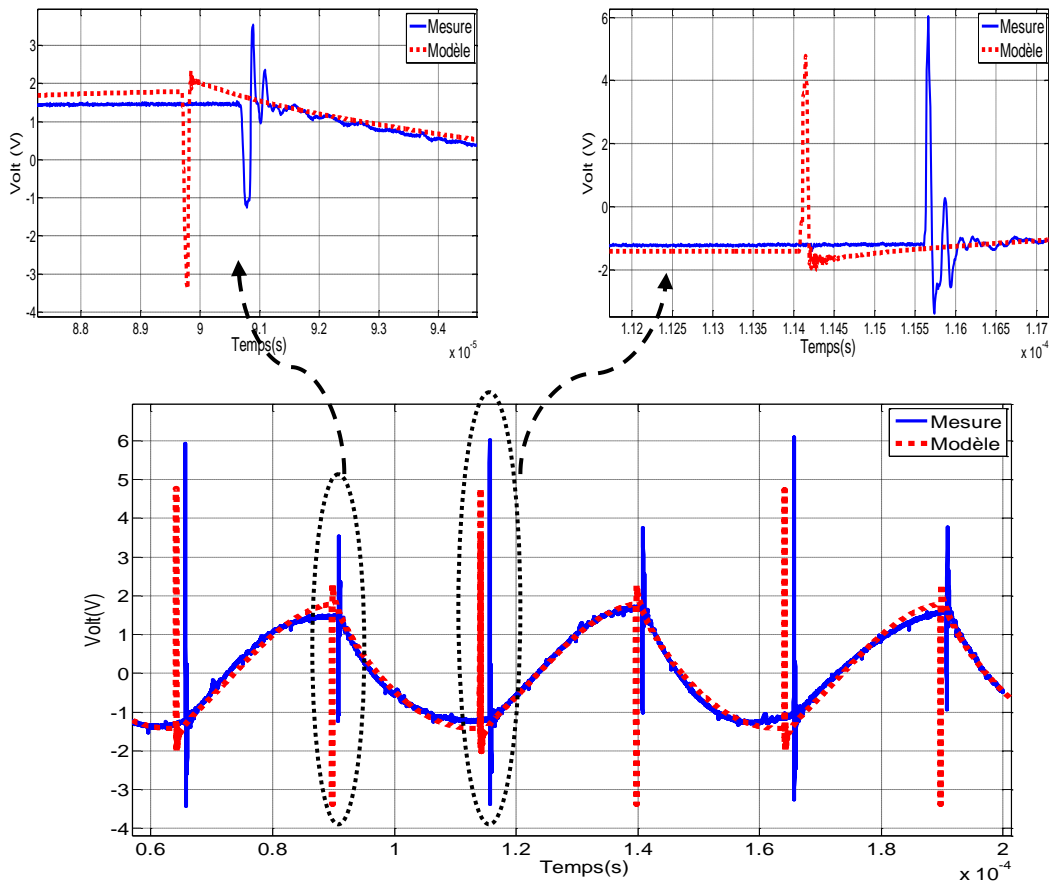 Mesure
Modèle
3
2
1
0
-1
-2
-3
-4
Volt (V)
8.8 8.9 9 9.1 9.2 9.3 9.4
Temps(s)
x 10⁻⁵
Mesure
Modèle
6
4
2
0
-2
Volt (V)
1.12 1.125 1.13 1.135 1.14 1.145 1.15 1.155 1.16 1.165 1.17
Temps(s)
x 10⁻⁴
Mesure
Modèle
6
5
4
3
2
1
0
-1
-2
-3
-4
Volt(V)
0.6 0.8 1 1.2 1.4 1.6 1.8 2
Temps(s)
x 10⁻⁴